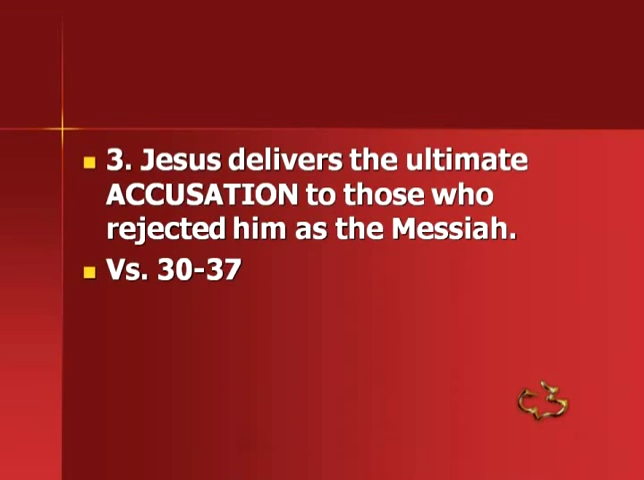 3. Jesus delivers the ultimate
ACCUSATION to those who
rejected him as the Messiah.
Vs. 30-37